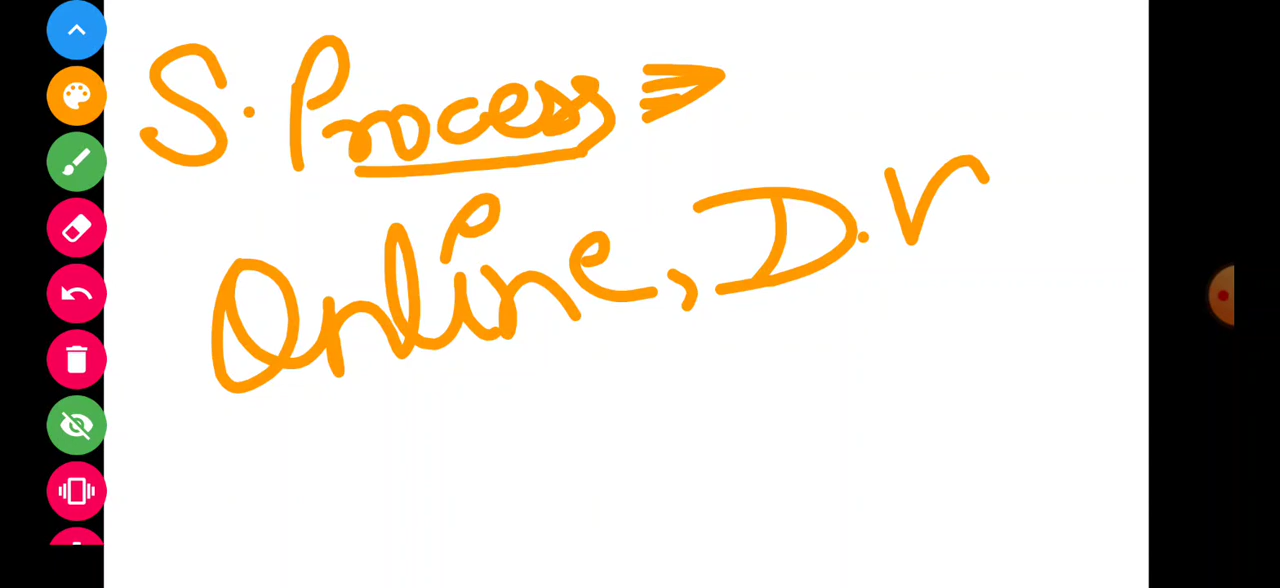 S. Process ⇒
Online, D.V